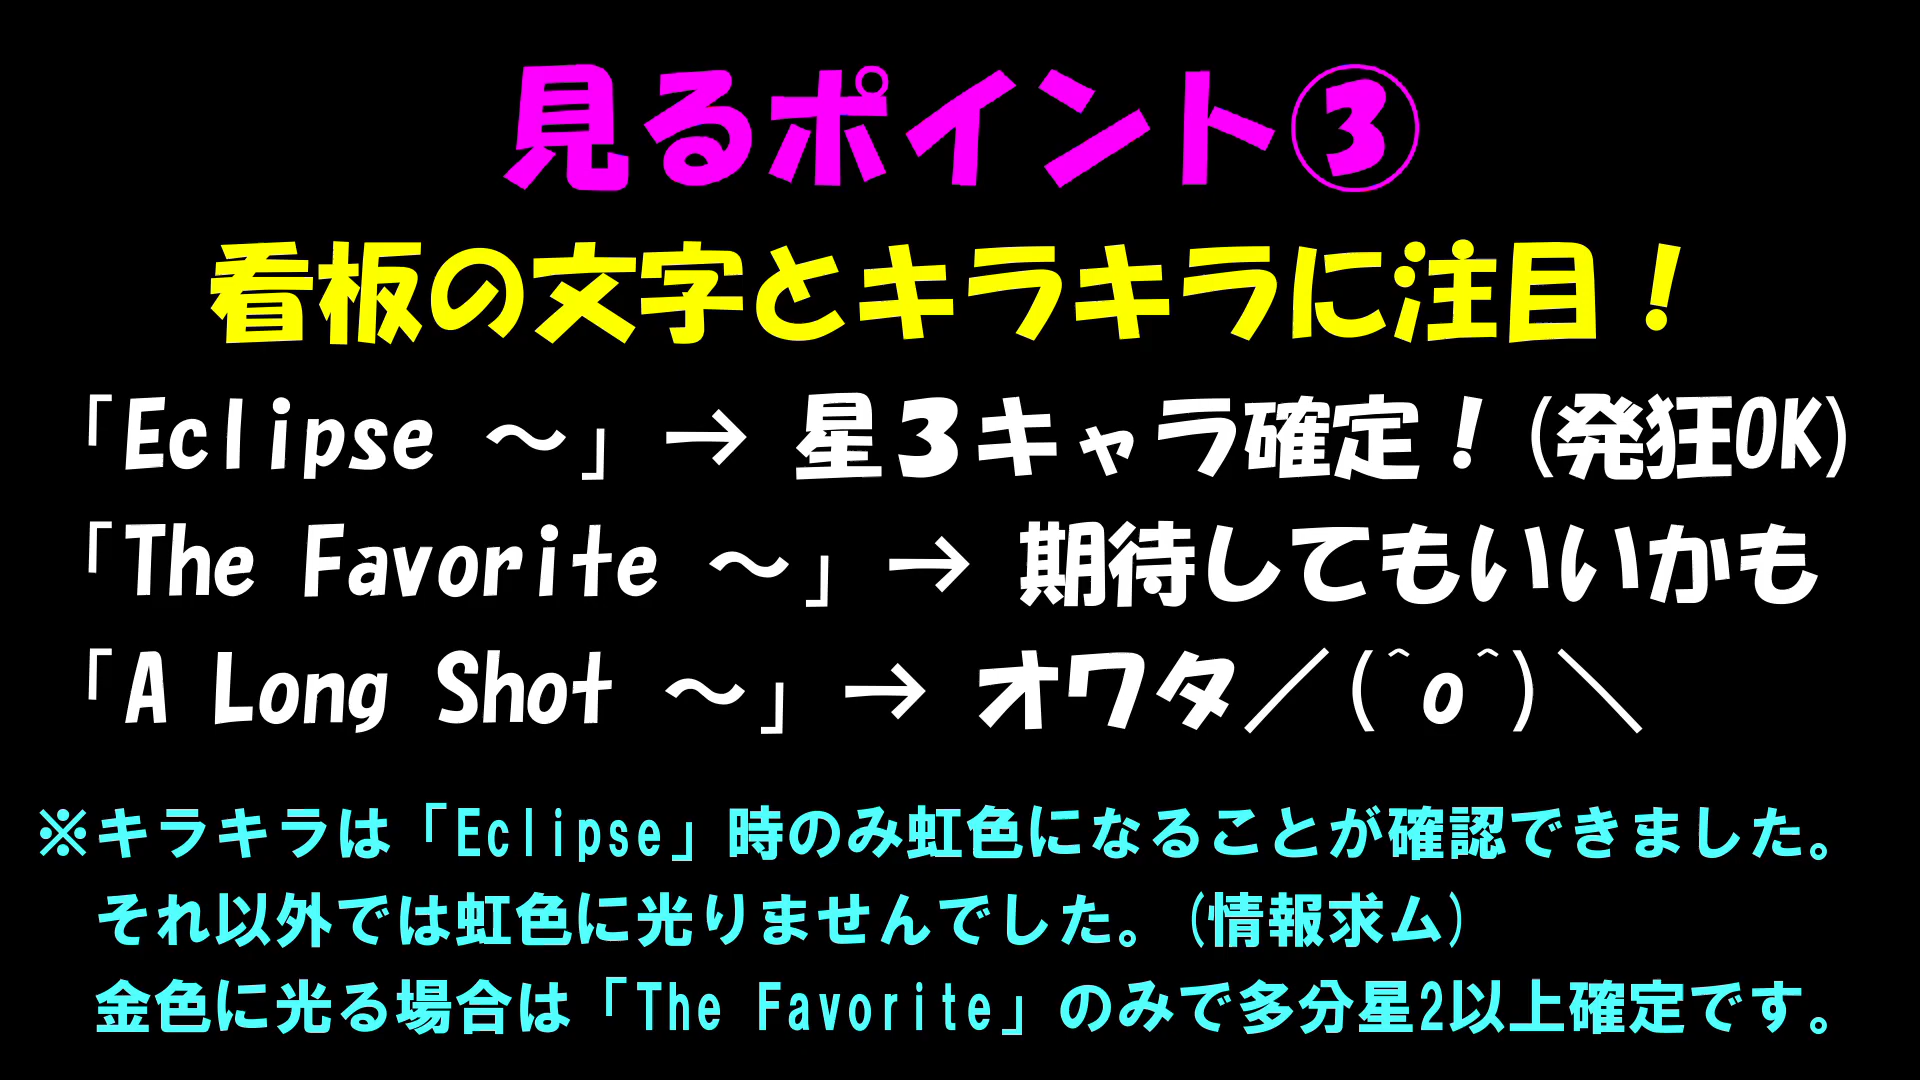 見るポイント③
看板の文字とキラキラに注目！
「Eclipse ～」→ 星３キャラ確定！(発狂OK)
「The Favorite ～」→ 期待してもいいかも
「A Long Shot ～」→ オワタ／(^o^)＼
※キラキラは「Eclipse」時のみ虹色になることが確認できました。
それ以外では虹色に光りませんでした。(情報求ム)
金色に光る場合は「The Favorite」のみで多分星2以上確定です。